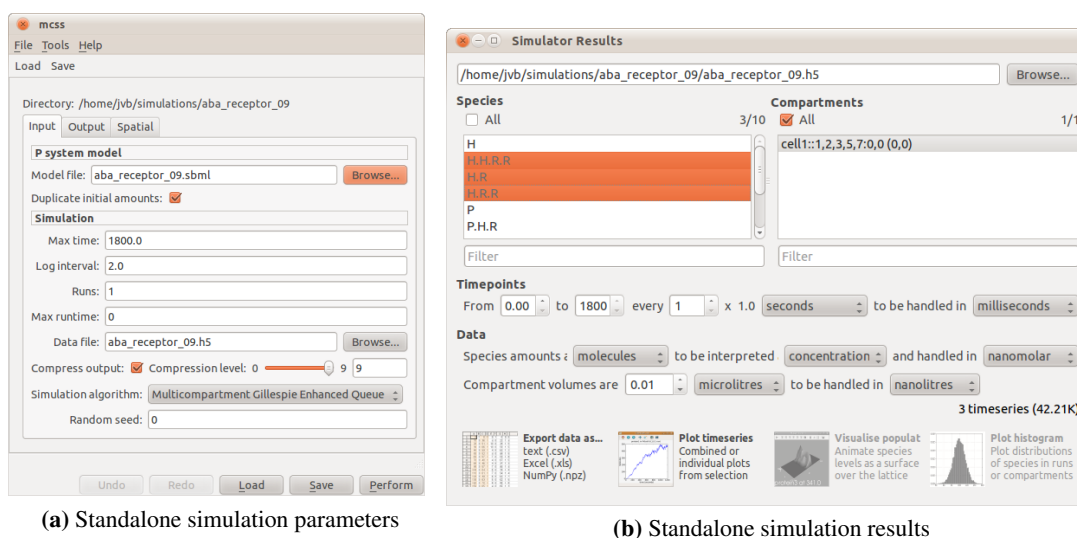 mcss
File Tools Help
Load Save
Directory: /home/jvb/simulations/aba_receptor_09
Input Output Spatial
P system model
Model file: aba_receptor_09.sbml Browse...
Duplicate initial amounts:
Simulation
Max time: 1800.0
Log interval: 2.0
Runs: 1
Max runtime: 0
Data file: aba_receptor_09.h5 Browse...
Compress output: Compression level: 0 9 9
Simulation algorithm: Multicompartment Gillespie Enhanced Queue
Random seed: 0
Undo Redo Load Save Perform
(a) Standalone simulation parameters
Simulator Results
/home/jvb/simulations/aba_receptor_09/aba_receptor_09.h5 Browse...
Species Compartments
All 3/10 All 1/1
H cell1::1,2,3,5,7:0,0 (0,0)
H.H.R.R
H.R
H.R.R
P
P.H.R
Filter Filter
Timepoints
From 0.00 to 1800 every 1 x 1.0 seconds to be handled in milliseconds
Data
Species amounts a molecules to be interpreted concentration and handled in nanomolar
Compartment volumes are 0.01 microlitres to be handled in nanolitres
3 timeseries (42.21K)
Export data as... Plot timeseries Visualise populat Plot histogram
text (.csv) Combined or Animate species Plot distributions
Excel (.xls) individual plots levels as a surface of species in runs
NumPy (.npz) from selection over the lattice or compartments
(b) Standalone simulation results